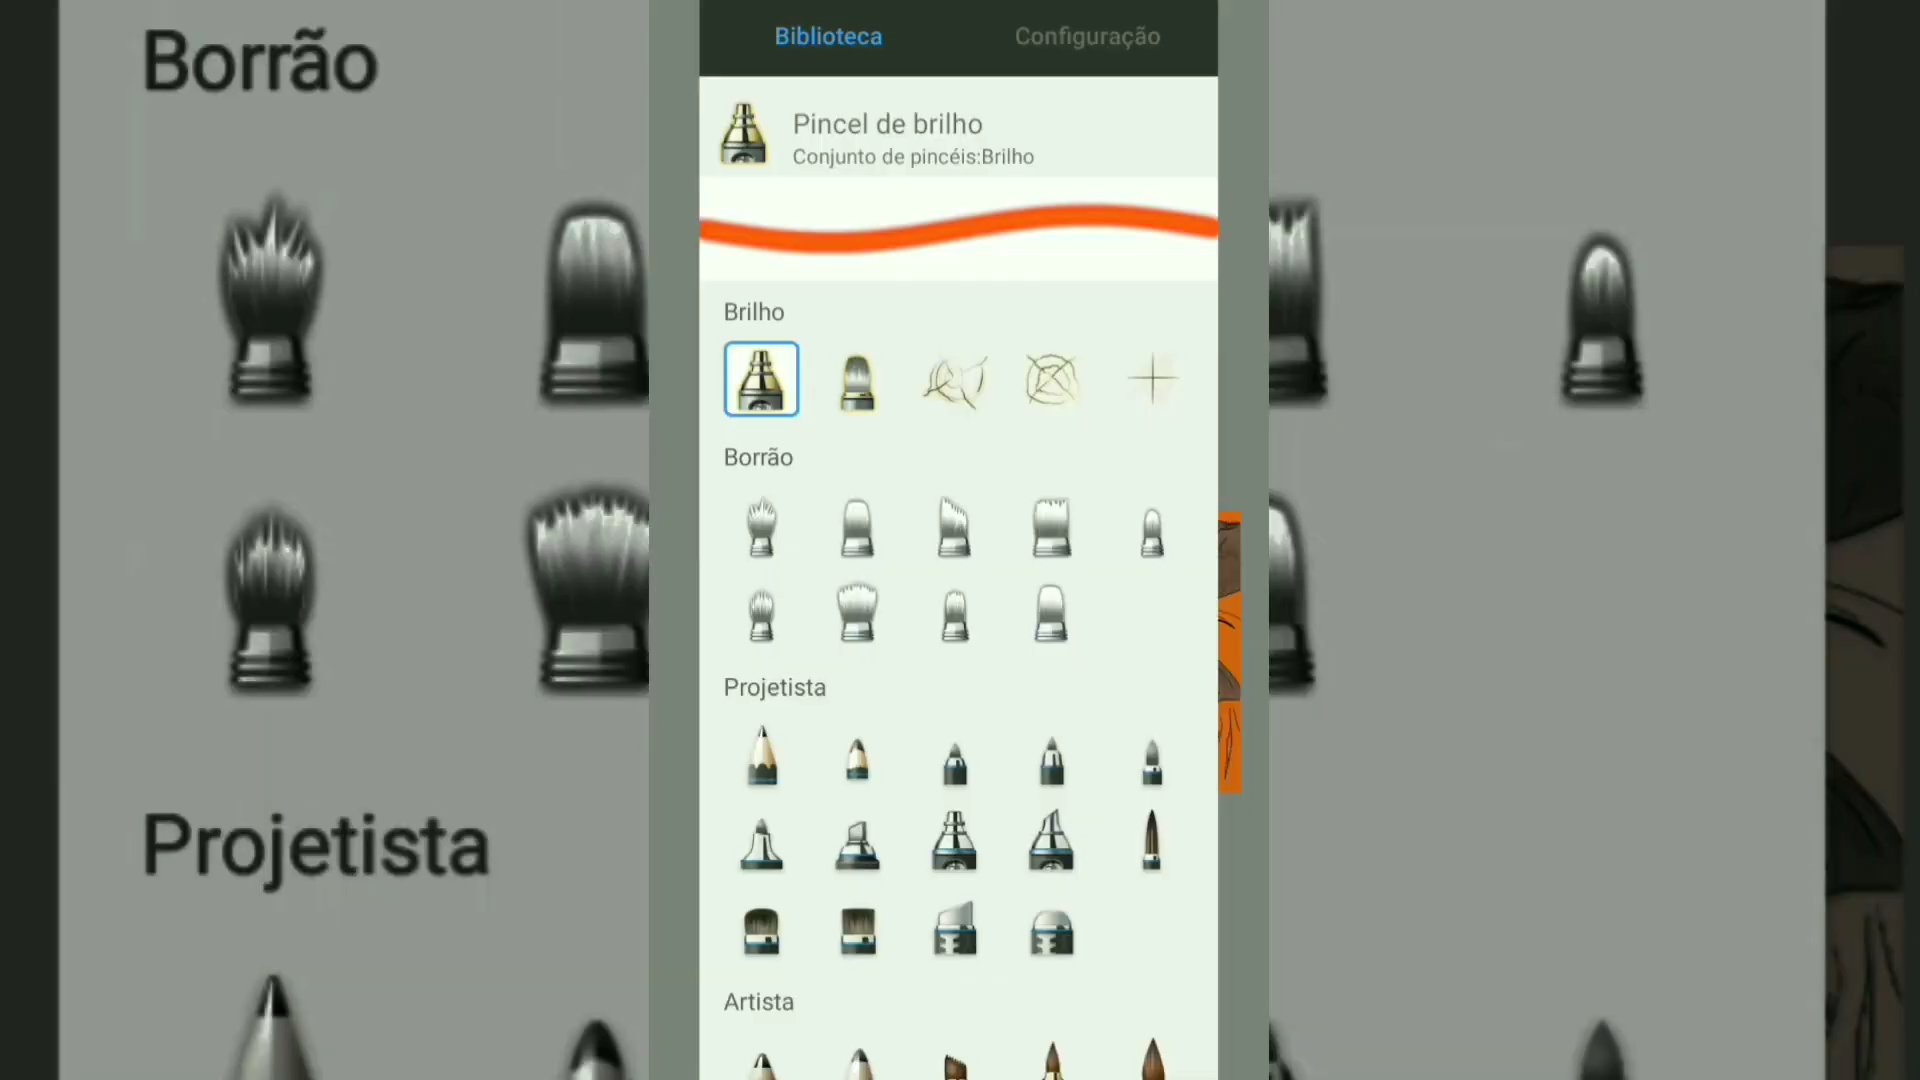 Borrão
Projetista
Biblioteca
Configuração
Pincel de brilho
Conjunto de pincéis:Brilho
Brilho
Borrão
Projetista
Artista